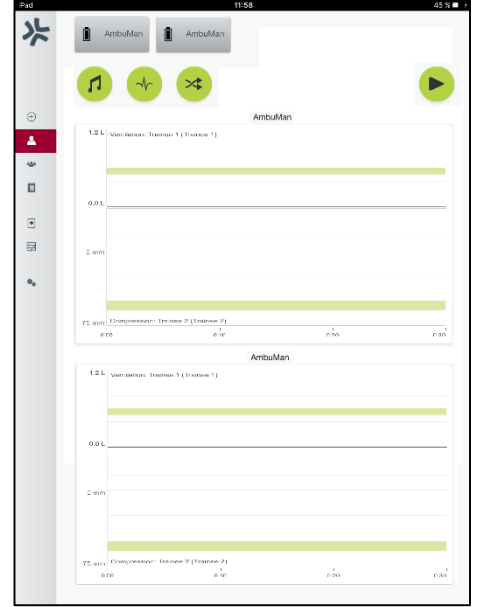 iPad 11:58 45 %
AmbuMan AmbuMan
AmbuMan
1.2 L Ventilation: Trainee 1 (Trainee 1)
0.0 L
0 mm
75 mm Compression: Trainee 2 (Trainee 2)
0:00 0:10 0:20 0:30
AmbuMan
1.2 L Ventilation: Trainee 1 (Trainee 1)
0.0 L
0 mm
75 mm Compression: Trainee 2 (Trainee 2)
0:00 0:10 0:20 0:30